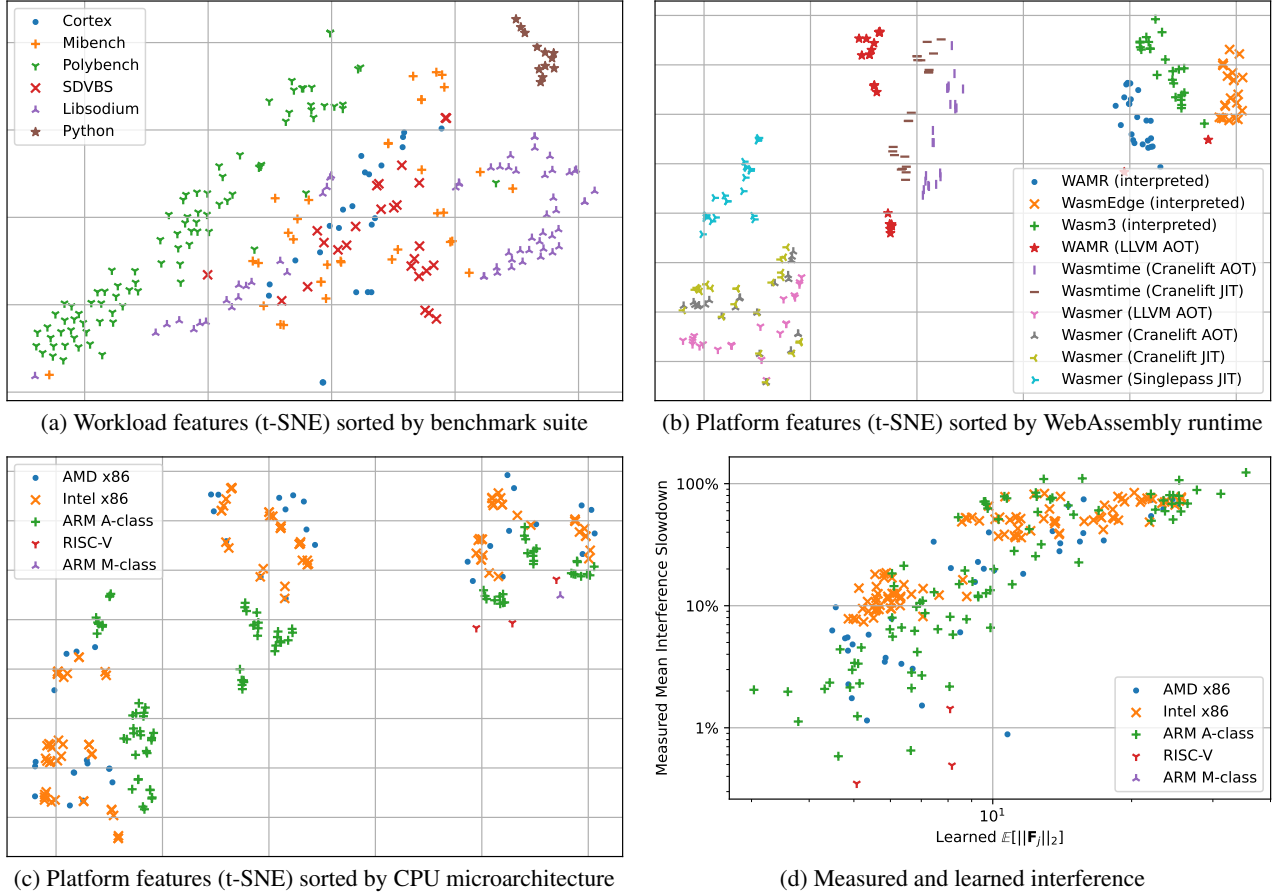 Cortex
Mibench
Polybench
SDVBS
Libsodium
Python
(a) Workload features (t-SNE) sorted by benchmark suite
WAMR (interpreted)
WasmEdge (interpreted)
Wasm3 (interpreted)
WAMR (LLVM AOT)
Wasmtime (Cranelift AOT)
Wasmtime (Cranelift JIT)
Wasmer (LLVM AOT)
Wasmer (Cranelift AOT)
Wasmer (Cranelift JIT)
Wasmer (Singlepass JIT)
(b) Platform features (t-SNE) sorted by WebAssembly runtime
AMD x86
Intel x86
ARM A-class
RISC-V
ARM M-class
(c) Platform features (t-SNE) sorted by CPU microarchitecture
Measured Mean Interference Slowdown
100%
10%
1%
AMD x86
Intel x86
ARM A-class
RISC-V
ARM M-class
10¹
Learned 𝔼[||F_j||₂]
(d) Measured and learned interference